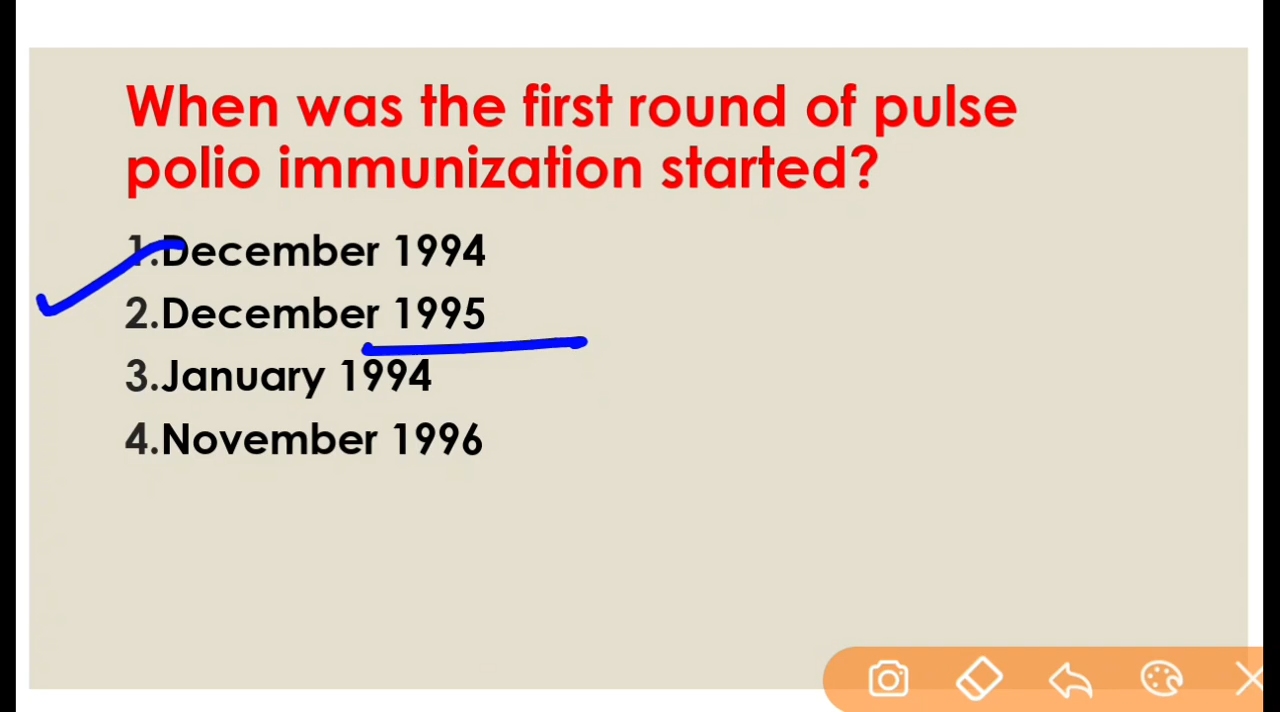 When was the first round of pulse
polio immunization started?
1.December 1994
2.December 1995
3.January 1994
4.November 1996